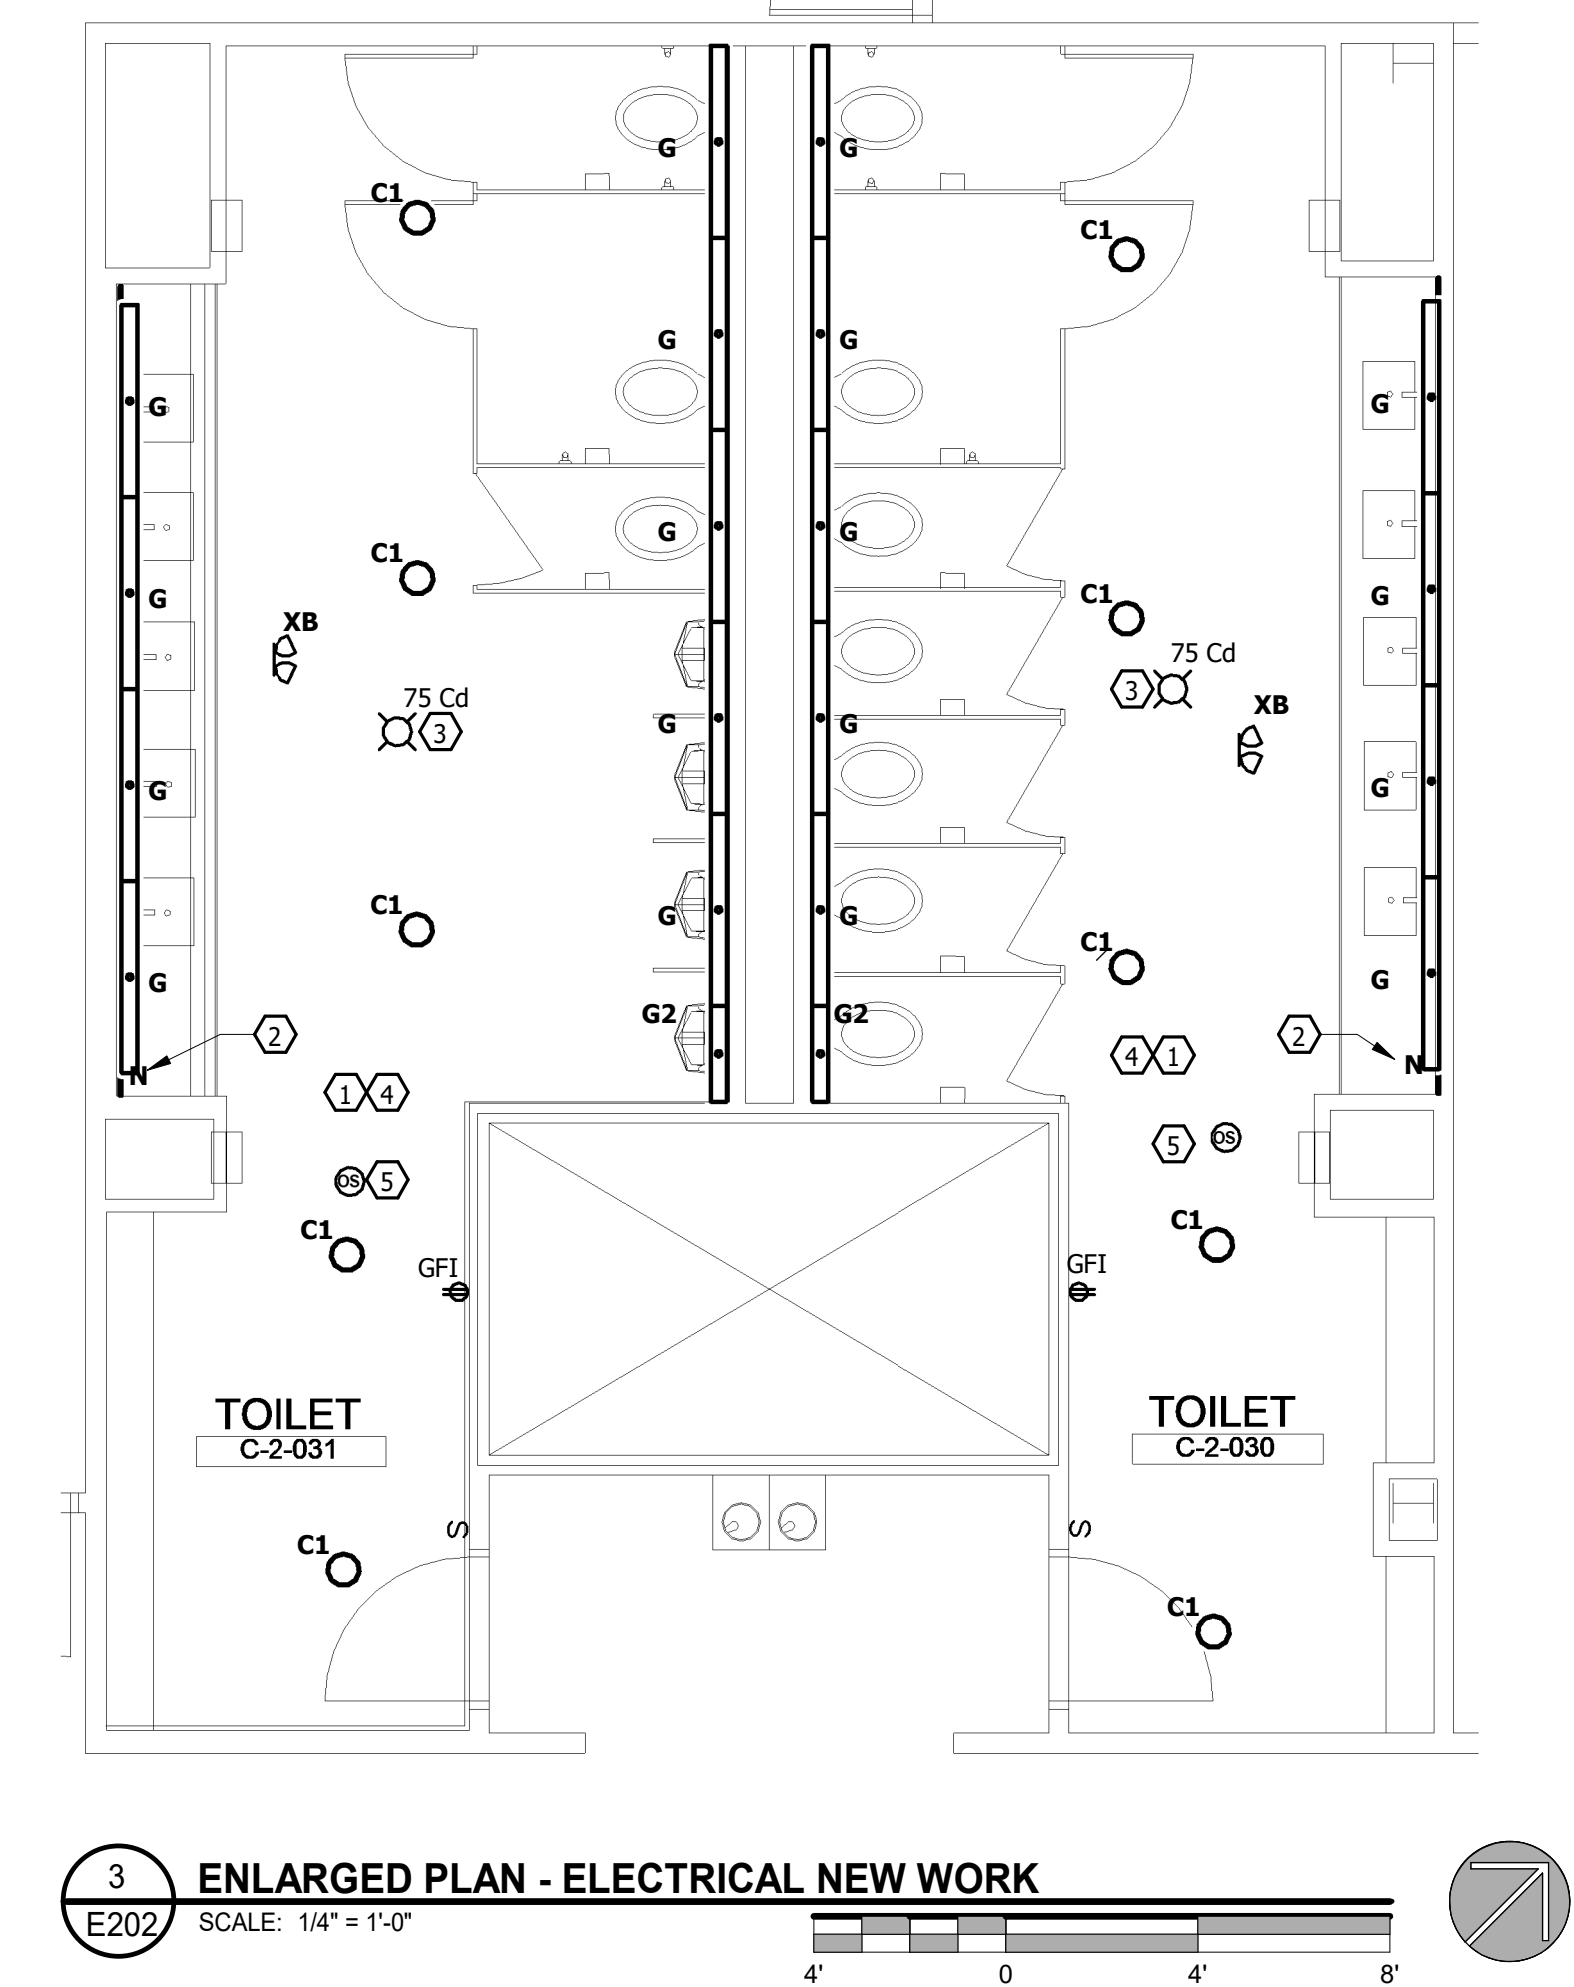 G G
C1
C1
G G
G G
C1
G G
C1
XB
G G
75 Cd
3
XB
75 Cd
3
G G G G
C1
G G
C1
G G
G2 G2
2
2
N
N
1 4
4 1
5
OS
OS 5
C1
C1
GFI
GFI
TOILET
C-2-031
TOILET
C-2-030
S
S
C1
C1
3
E202
ENLARGED PLAN - ELECTRICAL NEW WORK
SCALE: 1/4" = 1'-0"
4' 0 4' 8'